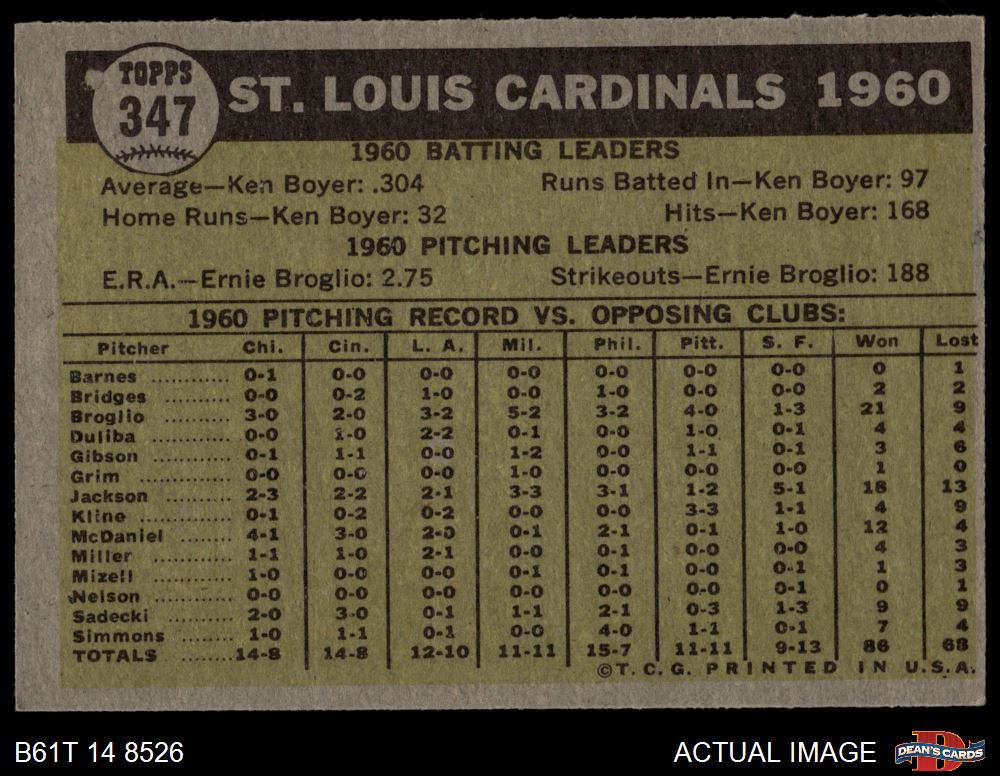 TOPPS
347
ST. LOUIS CARDINALS 1960
1960 BATTING LEADERS
Average—Ken Boyer: .304 Runs Batted In—Ken Boyer: 97
Home Runs—Ken Boyer: 32 Hits—Ken Boyer: 168
1960 PITCHING LEADERS
E.R.A.—Ernie Broglio: 2.75 Strikeouts—Ernie Broglio: 188
1960 PITCHING RECORD VS. OPPOSING CLUBS:
Pitcher Chi. Cin. L. A. Mil. Phil. Pitt. S. F. Won Lost
Barnes ............ 0-1 0-0 0-0 0-0 0-0 0-0 0-0 0 1
Bridges ........... 0-0 0-2 1-0 0-0 1-0 0-0 0-0 2 2
Broglio ........... 3-0 2-0 3-2 5-2 3-2 4-0 1-3 21 9
Duliba ............ 0-0 1-0 2-2 0-1 0-0 1-0 0-1 4 4
Gibson ............ 0-1 1-1 0-0 1-2 0-0 1-1 0-1 3 6
Grim .............. 0-0 0-0 0-0 1-0 0-0 0-0 0-0 1 0
Jackson .......... 2-3 2-2 2-1 3-3 3-1 1-2 5-1 18 13
Kline .............. 0-1 0-2 0-2 0-0 0-0 3-3 1-1 4 9
McDaniel ......... 4-1 3-0 2-0 0-1 2-1 0-1 1-0 12 4
Miller ............. 1-1 1-0 2-1 0-0 0-1 0-0 0-0 4 3
Mizell ............. 1-0 0-0 0-0 0-1 0-1 0-0 0-1 1 3
Nelson ............ 0-0 0-0 0-0 0-0 0-0 0-0 0-1 0 1
Sadecki .......... 2-0 3-0 0-1 1-1 2-1 0-3 1-3 9 9
Simmons ......... 1-0 1-1 0-1 0-0 4-0 1-1 0-1 7 4
TOTALS ........14-8 14-8 12-10 11-11 15-7 11-11 9-13 86 68
©T. C. G. PRINTED IN U.S.A.
B61T 14 8526 ACTUAL IMAGE DEAN'S CARDS